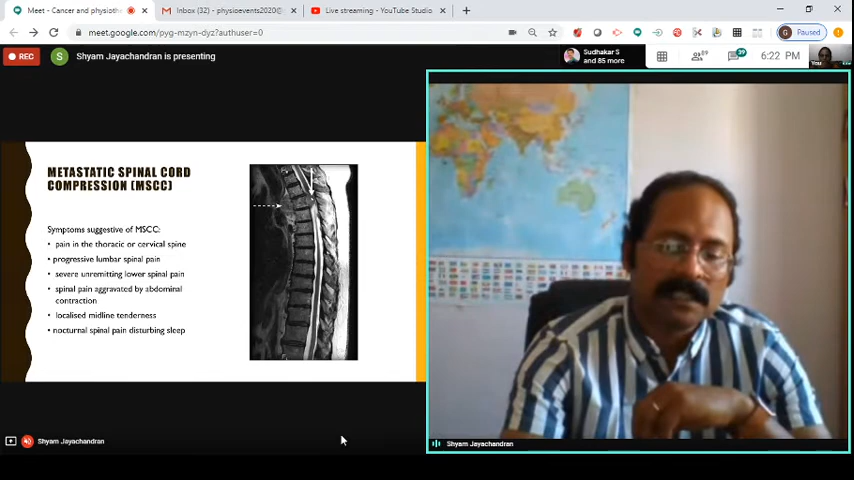 Meet - Cancer and physioth
Inbox (32) - physioevents2020@
Live streaming - YouTube Studio
meet.google.com/pyg-mzyn-dyz?authuser=0
Paused
REC
S
Shyam Jayachandran is presenting
Sudhakar S
and 85 more
89
39
6:22 PM
You
METASTATIC SPINAL CORD
COMPRESSION (MSCC)
Symptoms suggestive of MSCC:
• pain in the thoracic or cervical spine
• progressive lumbar spinal pain
• severe unremitting lower spinal pain
• spinal pain aggravated by abdominal
contraction
• localised midline tenderness
• nocturnal spinal pain disturbing sleep
Shyam Jayachandran
Shyam Jayachandran